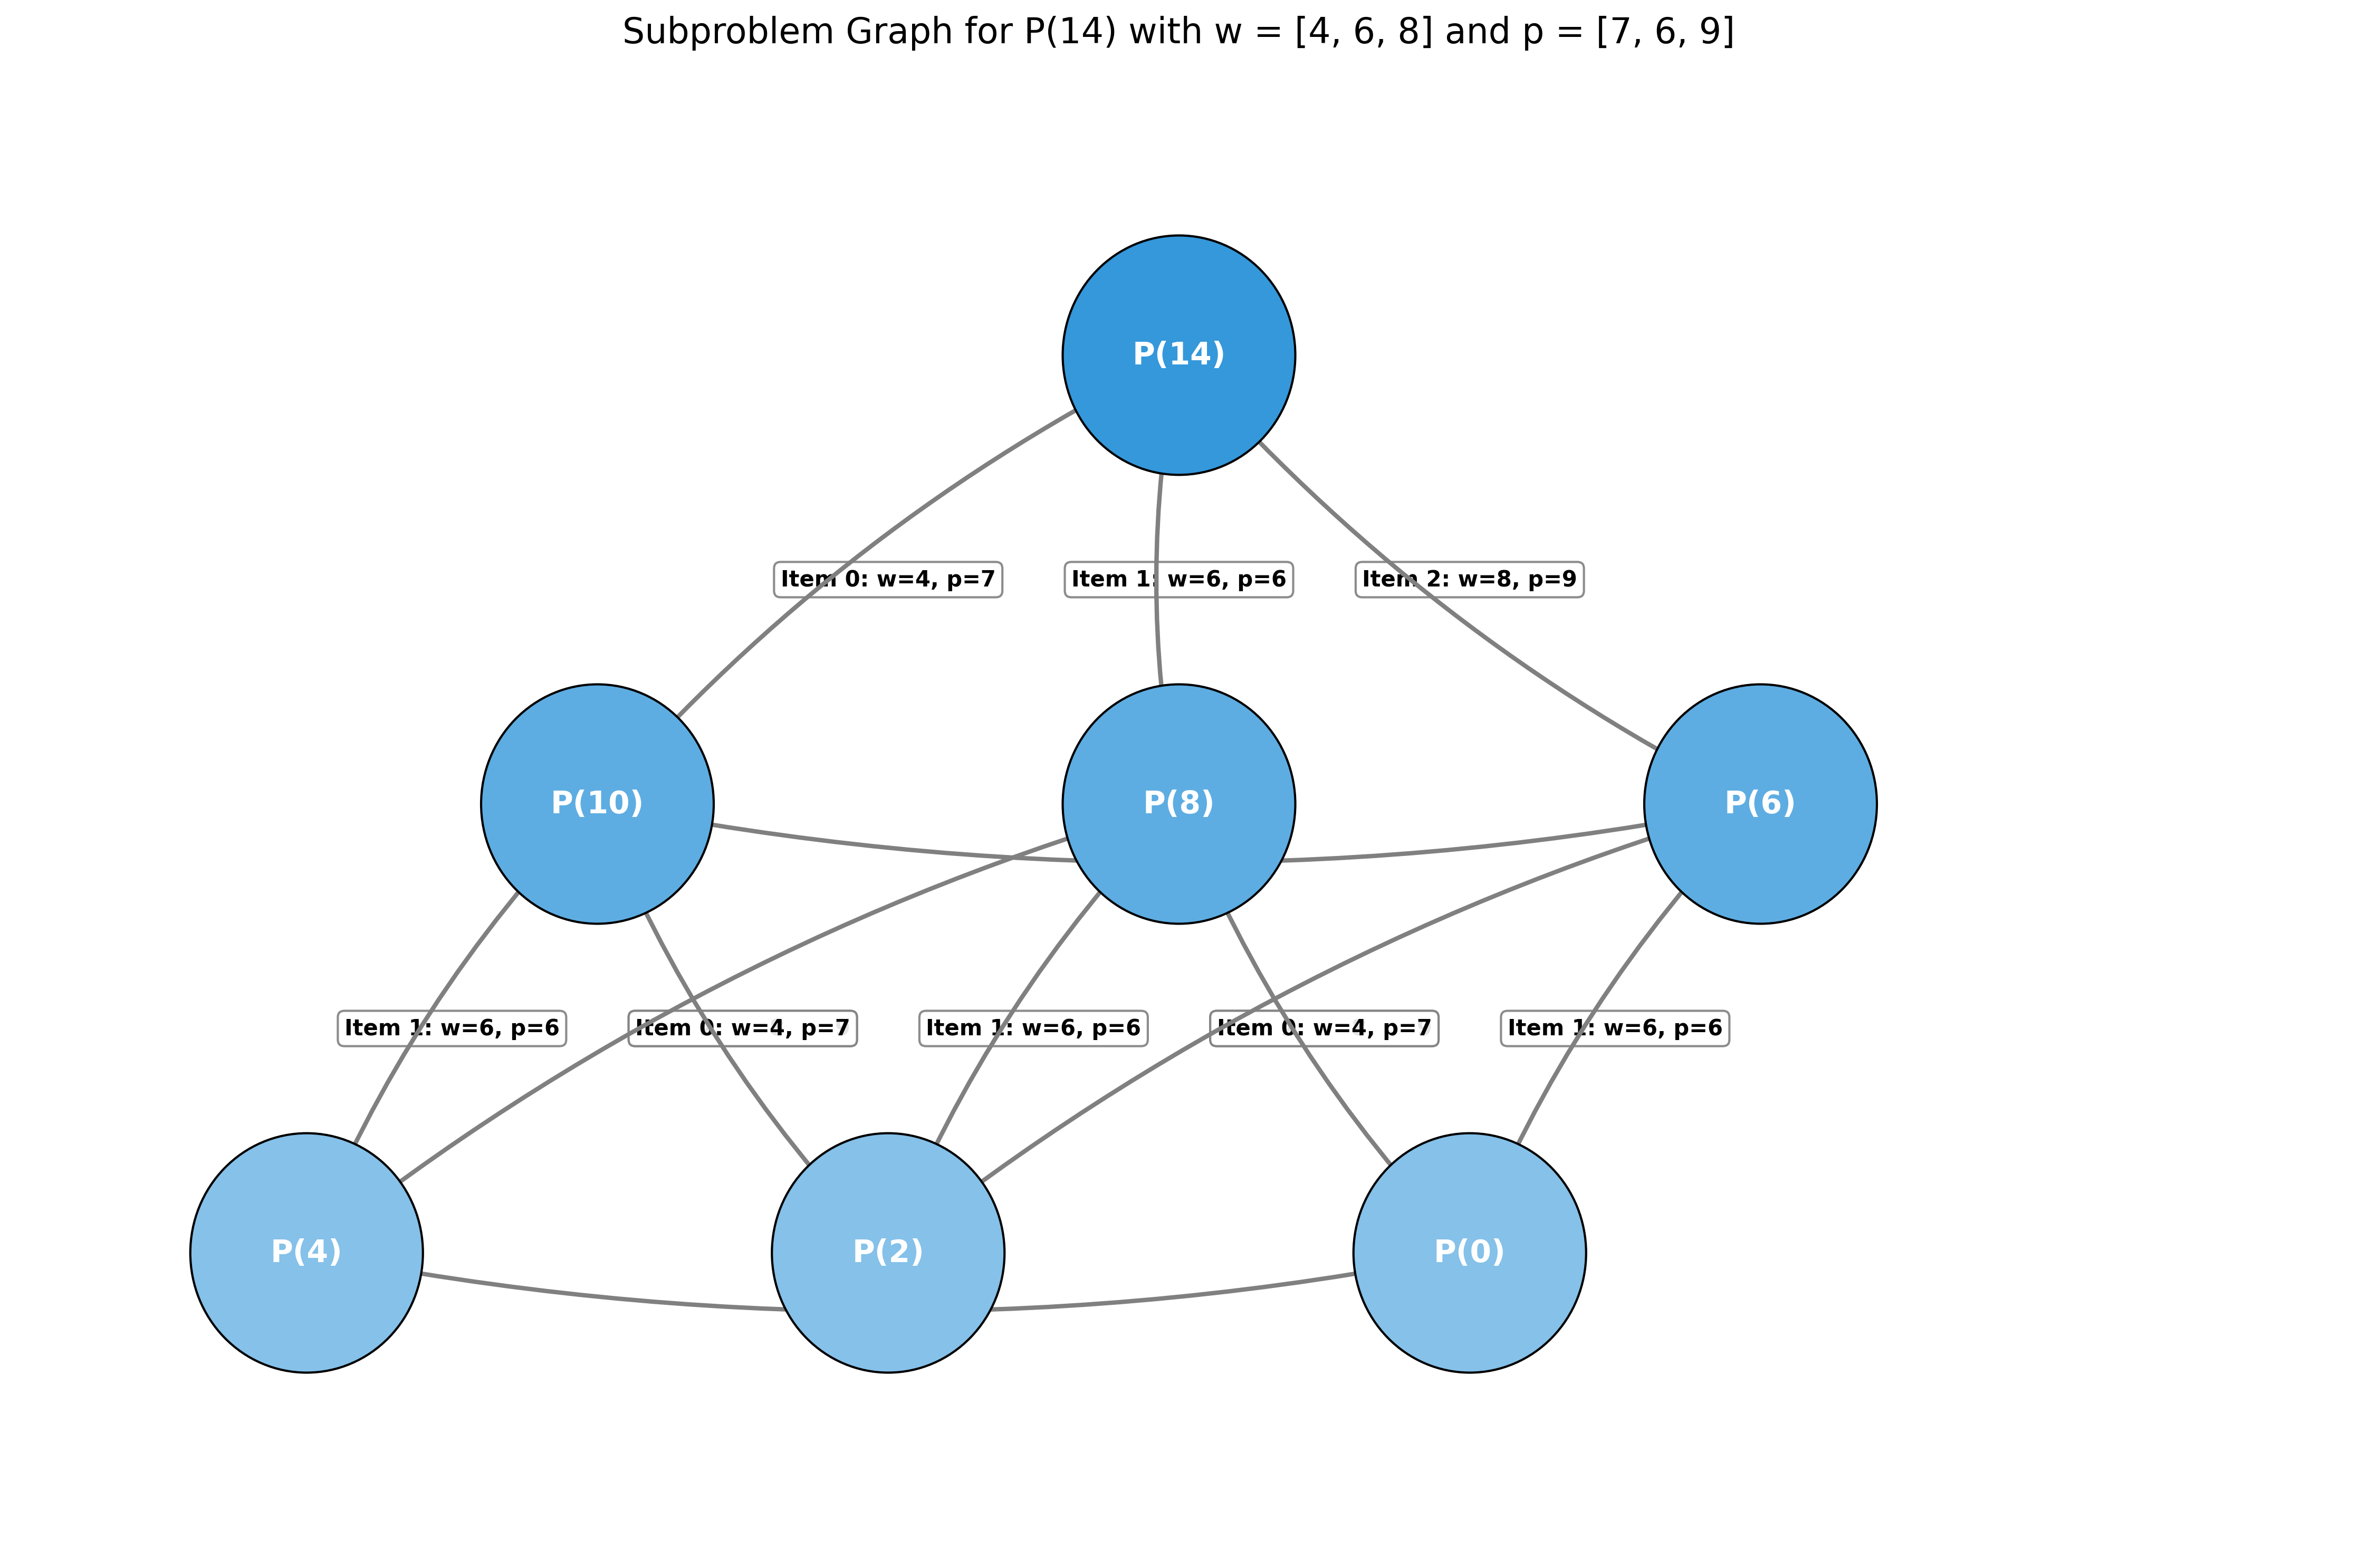 Subproblem Graph for P(14) with w = [4, 6, 8] and p = [7, 6, 9]
P(14)
Item 0: w=4, p=7
Item 1: w=6, p=6
Item 2: w=8, p=9
P(10)
P(8)
P(6)
Item 1: w=6, p=6
Item 0: w=4, p=7
Item 1: w=6, p=6
Item 0: w=4, p=7
Item 1: w=6, p=6
P(4)
P(2)
P(0)